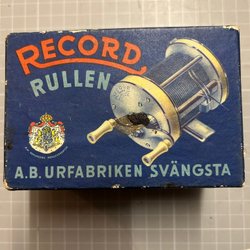 RECORD
RULLEN
A.B. URFABRIKEN SVÄNGSTA